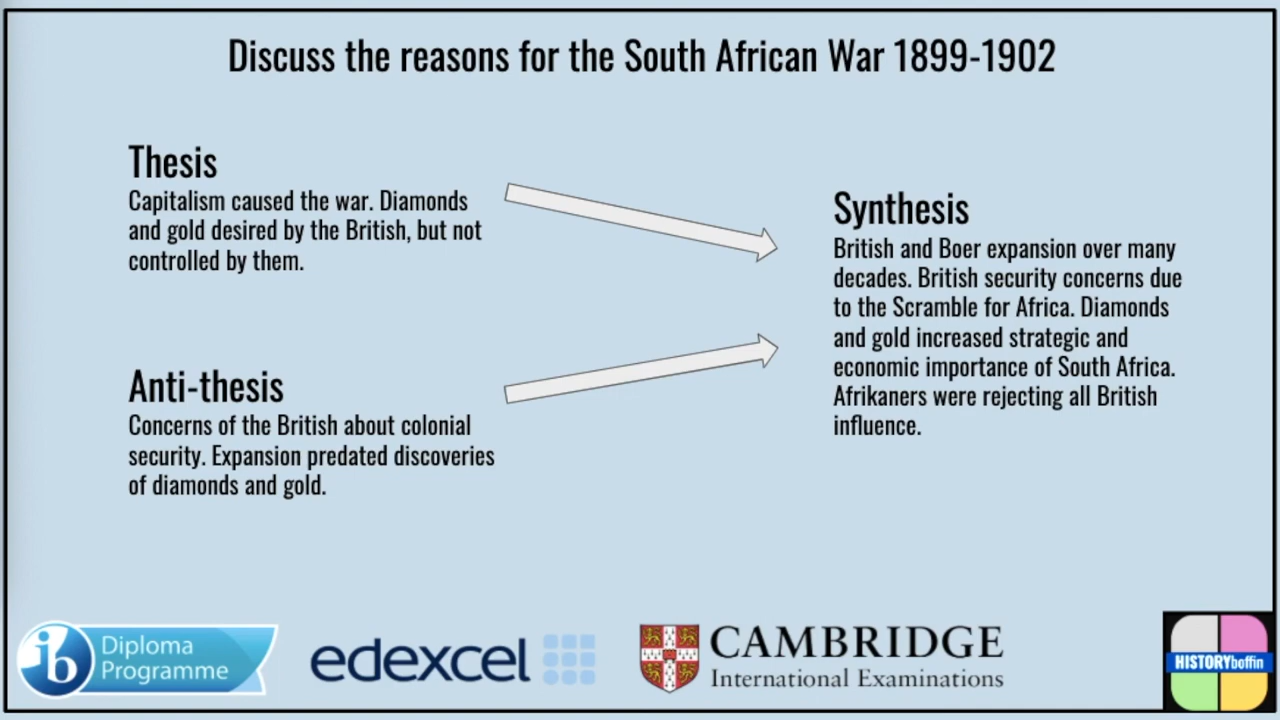 Discuss the reasons for the South African War 1899-1902
Thesis
Capitalism caused the war. Diamonds
and gold desired by the British, but not
controlled by them.
Anti-thesis
Concerns of the British about colonial
security. Expansion predated discoveries
of diamonds and gold.
Synthesis
British and Boer expansion over many
decades. British security concerns due
to the Scramble for Africa. Diamonds
and gold increased strategic and
economic importance of South Africa.
Afrikaners were rejecting all British
influence.
ib
Diploma
Programme
edexcel
CAMBRIDGE
International Examinations
HISTORYboffin